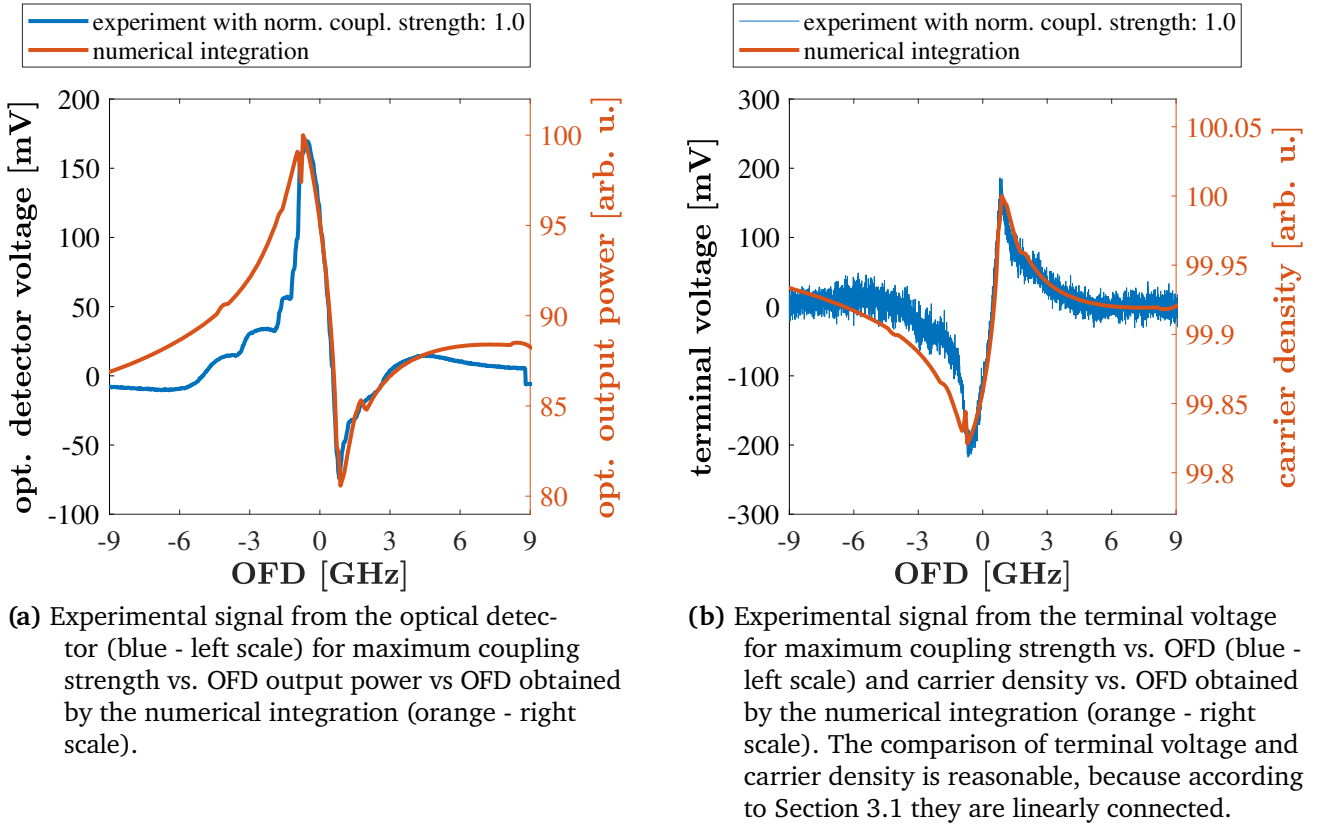 experiment with norm. coupl. strength: 1.0
numerical integration
opt. detector voltage [mV]
200
150
100
50
0
-50
-100
-9
-6
-3
0
3
6
9
OFD [GHz]
100
95
90
85
80
opt. output power [arb. u.]
(a) Experimental signal from the optical detec-
tor (blue - left scale) for maximum coupling
strength vs. OFD output power vs OFD obtained
by the numerical integration (orange - right
scale).
experiment with norm. coupl. strength: 1.0
numerical integration
terminal voltage [mV]
300
200
100
0
-100
-200
-300
-9
-6
-3
0
3
6
9
OFD [GHz]
100.05
100
99.95
99.9
99.85
99.8
carrier density [arb. u.]
(b) Experimental signal from the terminal voltage
for maximum coupling strength vs. OFD (blue -
left scale) and carrier density vs. OFD obtained
by the numerical integration (orange - right
scale). The comparison of terminal voltage and
carrier density is reasonable, because according
to Section 3.1 they are linearly connected.